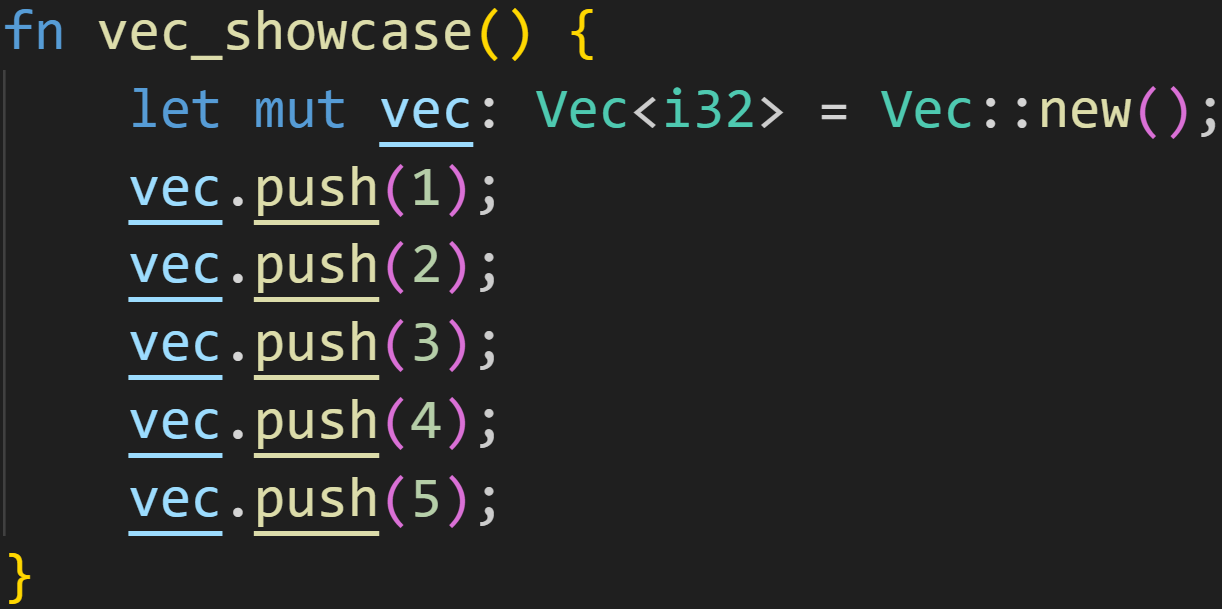 fn vec_showcase() {
    let mut vec: Vec<i32> = Vec::new();
    vec.push(1);
    vec.push(2);
    vec.push(3);
    vec.push(4);
    vec.push(5);
}